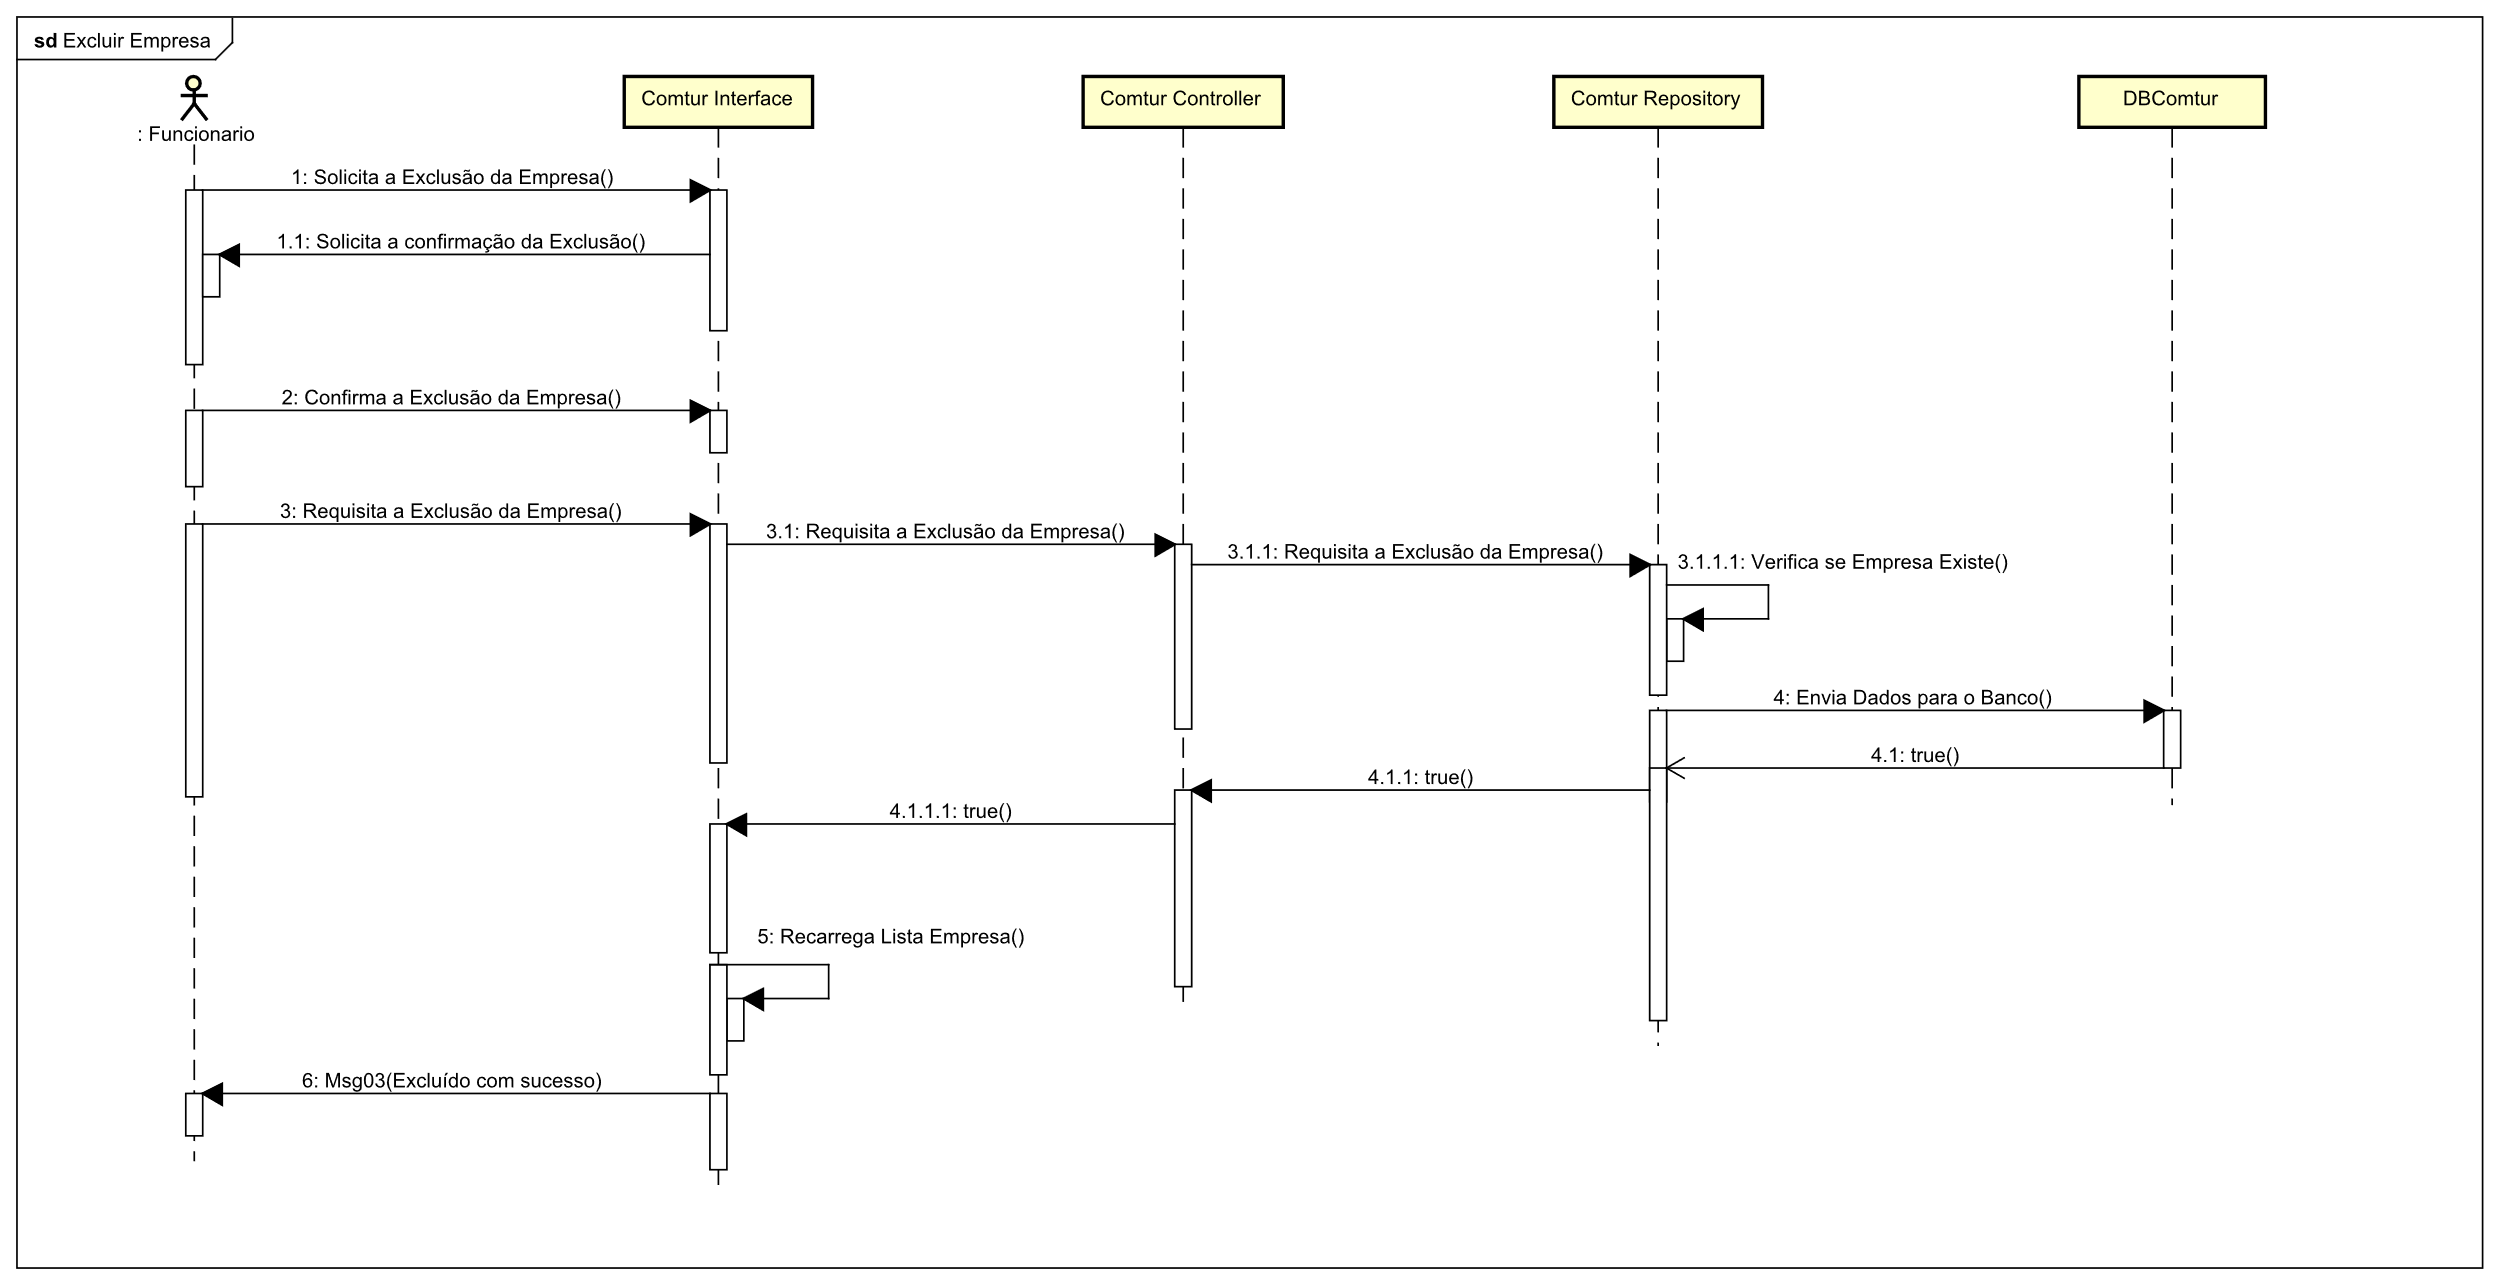 sd Excluir Empresa
: Funcionario
Comtur Interface
Comtur Controller
Comtur Repository
DBComtur
1: Solicita a Exclusão da Empresa()
1.1: Solicita a confirmação da Exclusão()
2: Confirma a Exclusão da Empresa()
3: Requisita a Exclusão da Empresa()
3.1: Requisita a Exclusão da Empresa()
3.1.1: Requisita a Exclusão da Empresa()
3.1.1.1: Verifica se Empresa Existe()
4: Envia Dados para o Banco()
4.1: true()
4.1.1: true()
4.1.1.1: true()
5: Recarrega Lista Empresa()
6: Msg03(Excluído com sucesso)